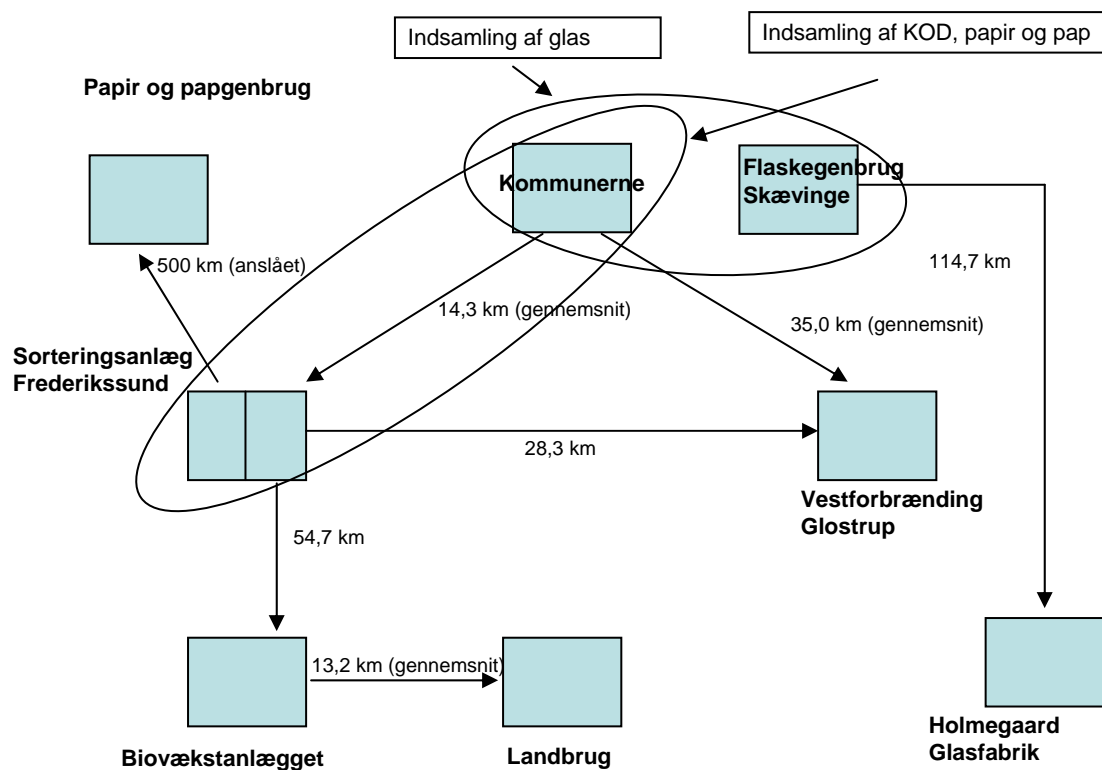 Indsamling af glas
Indsamling af KOD, papir og pap
Papir og papgenbrug
Kommunerne
Flaskegenbrug
Skævinge
500 km (anslået)
114,7 km
14,3 km (gennemsnit)
35,0 km (gennemsnit)
Sorteringsanlæg
Frederikssund
28,3 km
Vestforbrænding
Glostrup
54,7 km
13,2 km (gennemsnit)
Biovækstanlægget
Landbrug
Holmegaard
Glasfabrik